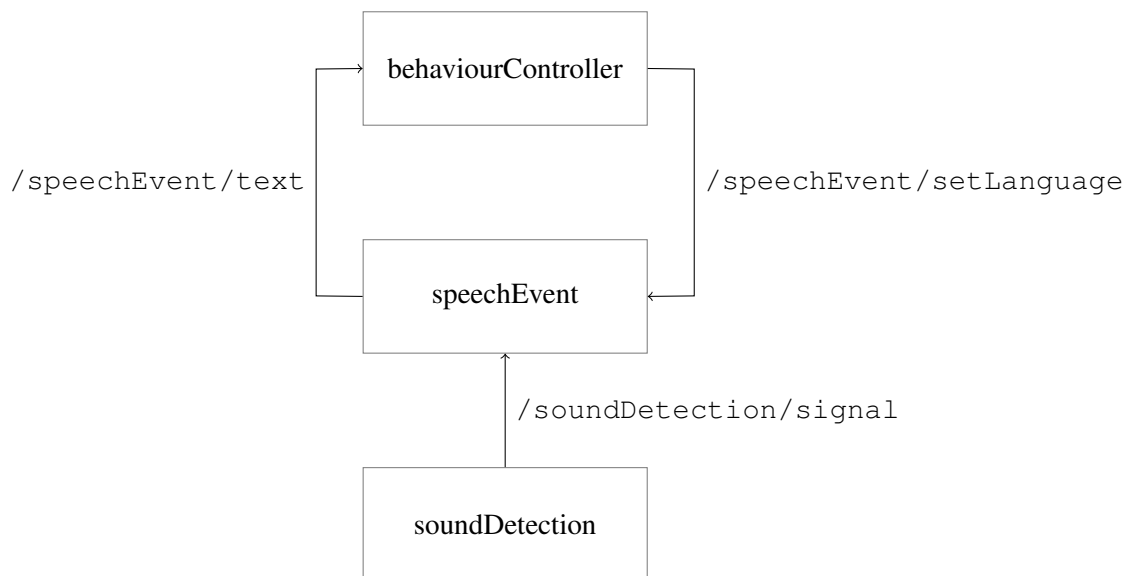 behaviourController
/speechEvent/text
/speechEvent/setLanguage
speechEvent
/soundDetection/signal
soundDetection